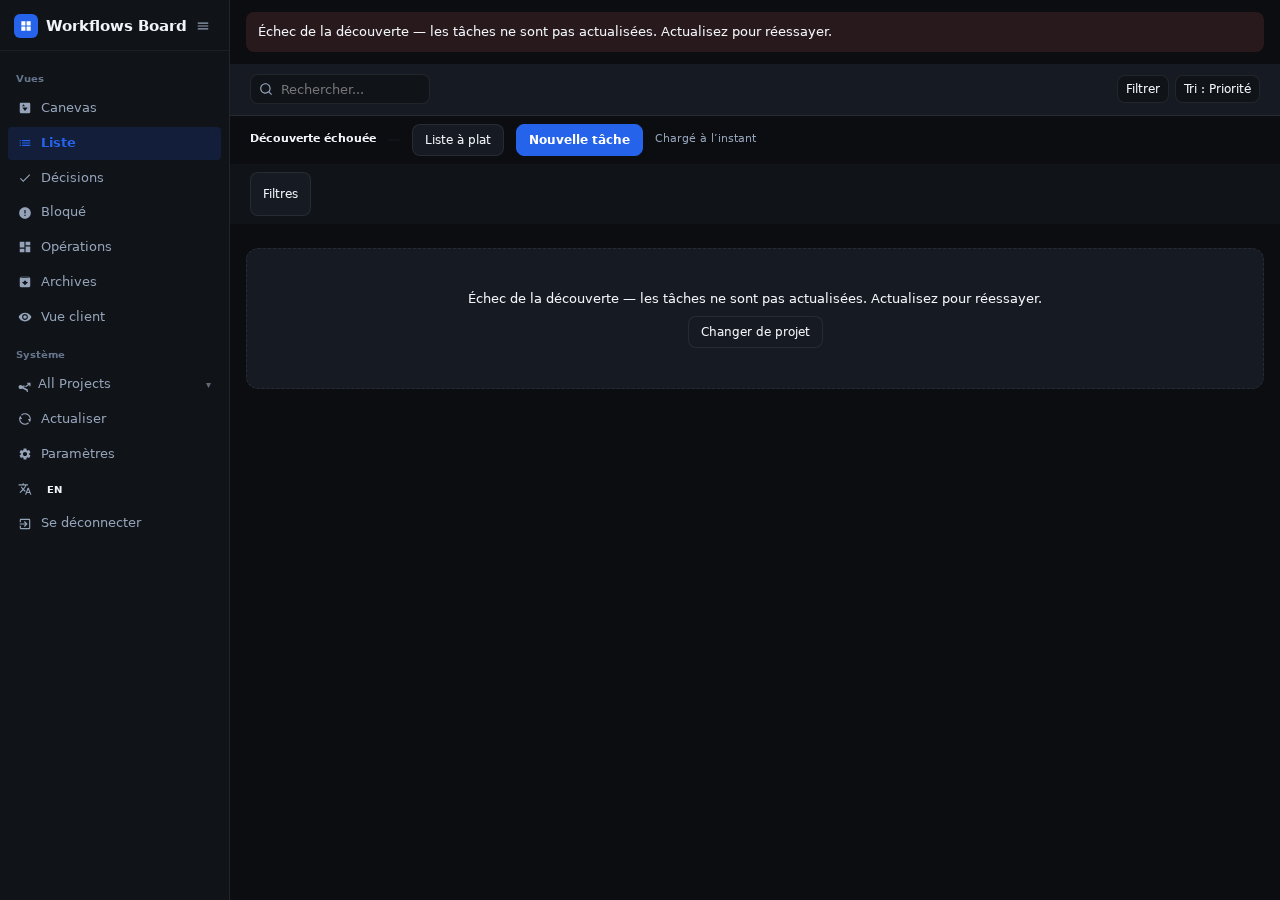 Workflows Board
Vues
Canevas
Liste
Décisions
Bloqué
Opérations
Archives
Vue client
Système
All Projects
Actualiser
Paramètres
EN
Se déconnecter
Échec de la découverte — les tâches ne sont pas actualisées. Actualisez pour réessayer.
Rechercher...
Filtrer
Tri : Priorité
Découverte échouée
Liste à plat
Nouvelle tâche
Chargé à l’instant
Filtres
Échec de la découverte — les tâches ne sont pas actualisées. Actualisez pour réessayer.
Changer de projet